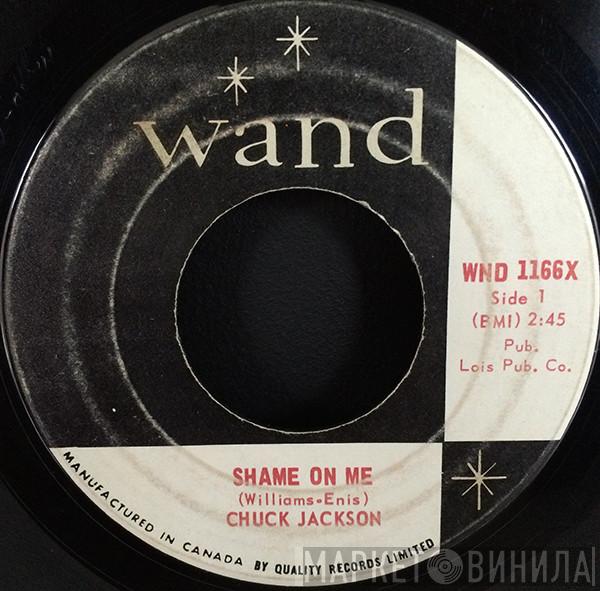 wand
WND 1166X
Side 1
(BMI) 2:45
Pub.
Lois Pub. Co.
SHAME ON ME
(Williams-Enis)
CHUCK JACKSON
MANUFACTURED IN CANADA BY QUALITY RECORDS LIMITED
МАРКЕТ ВИНИЛА